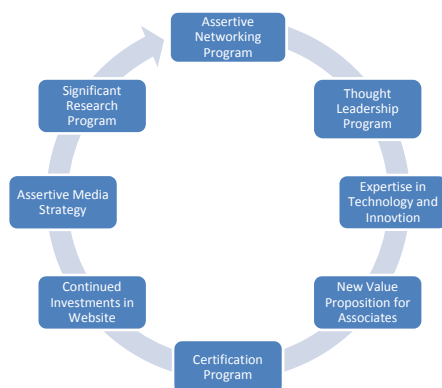 Assertive
Networking
Program
Thought
Leadership
Program
Expertise in
Technology and
Innovtion
New Value
Proposition for
Associates
Certification
Program
Continued
Investments in
Website
Assertive Media
Strategy
Significant
Research
Program